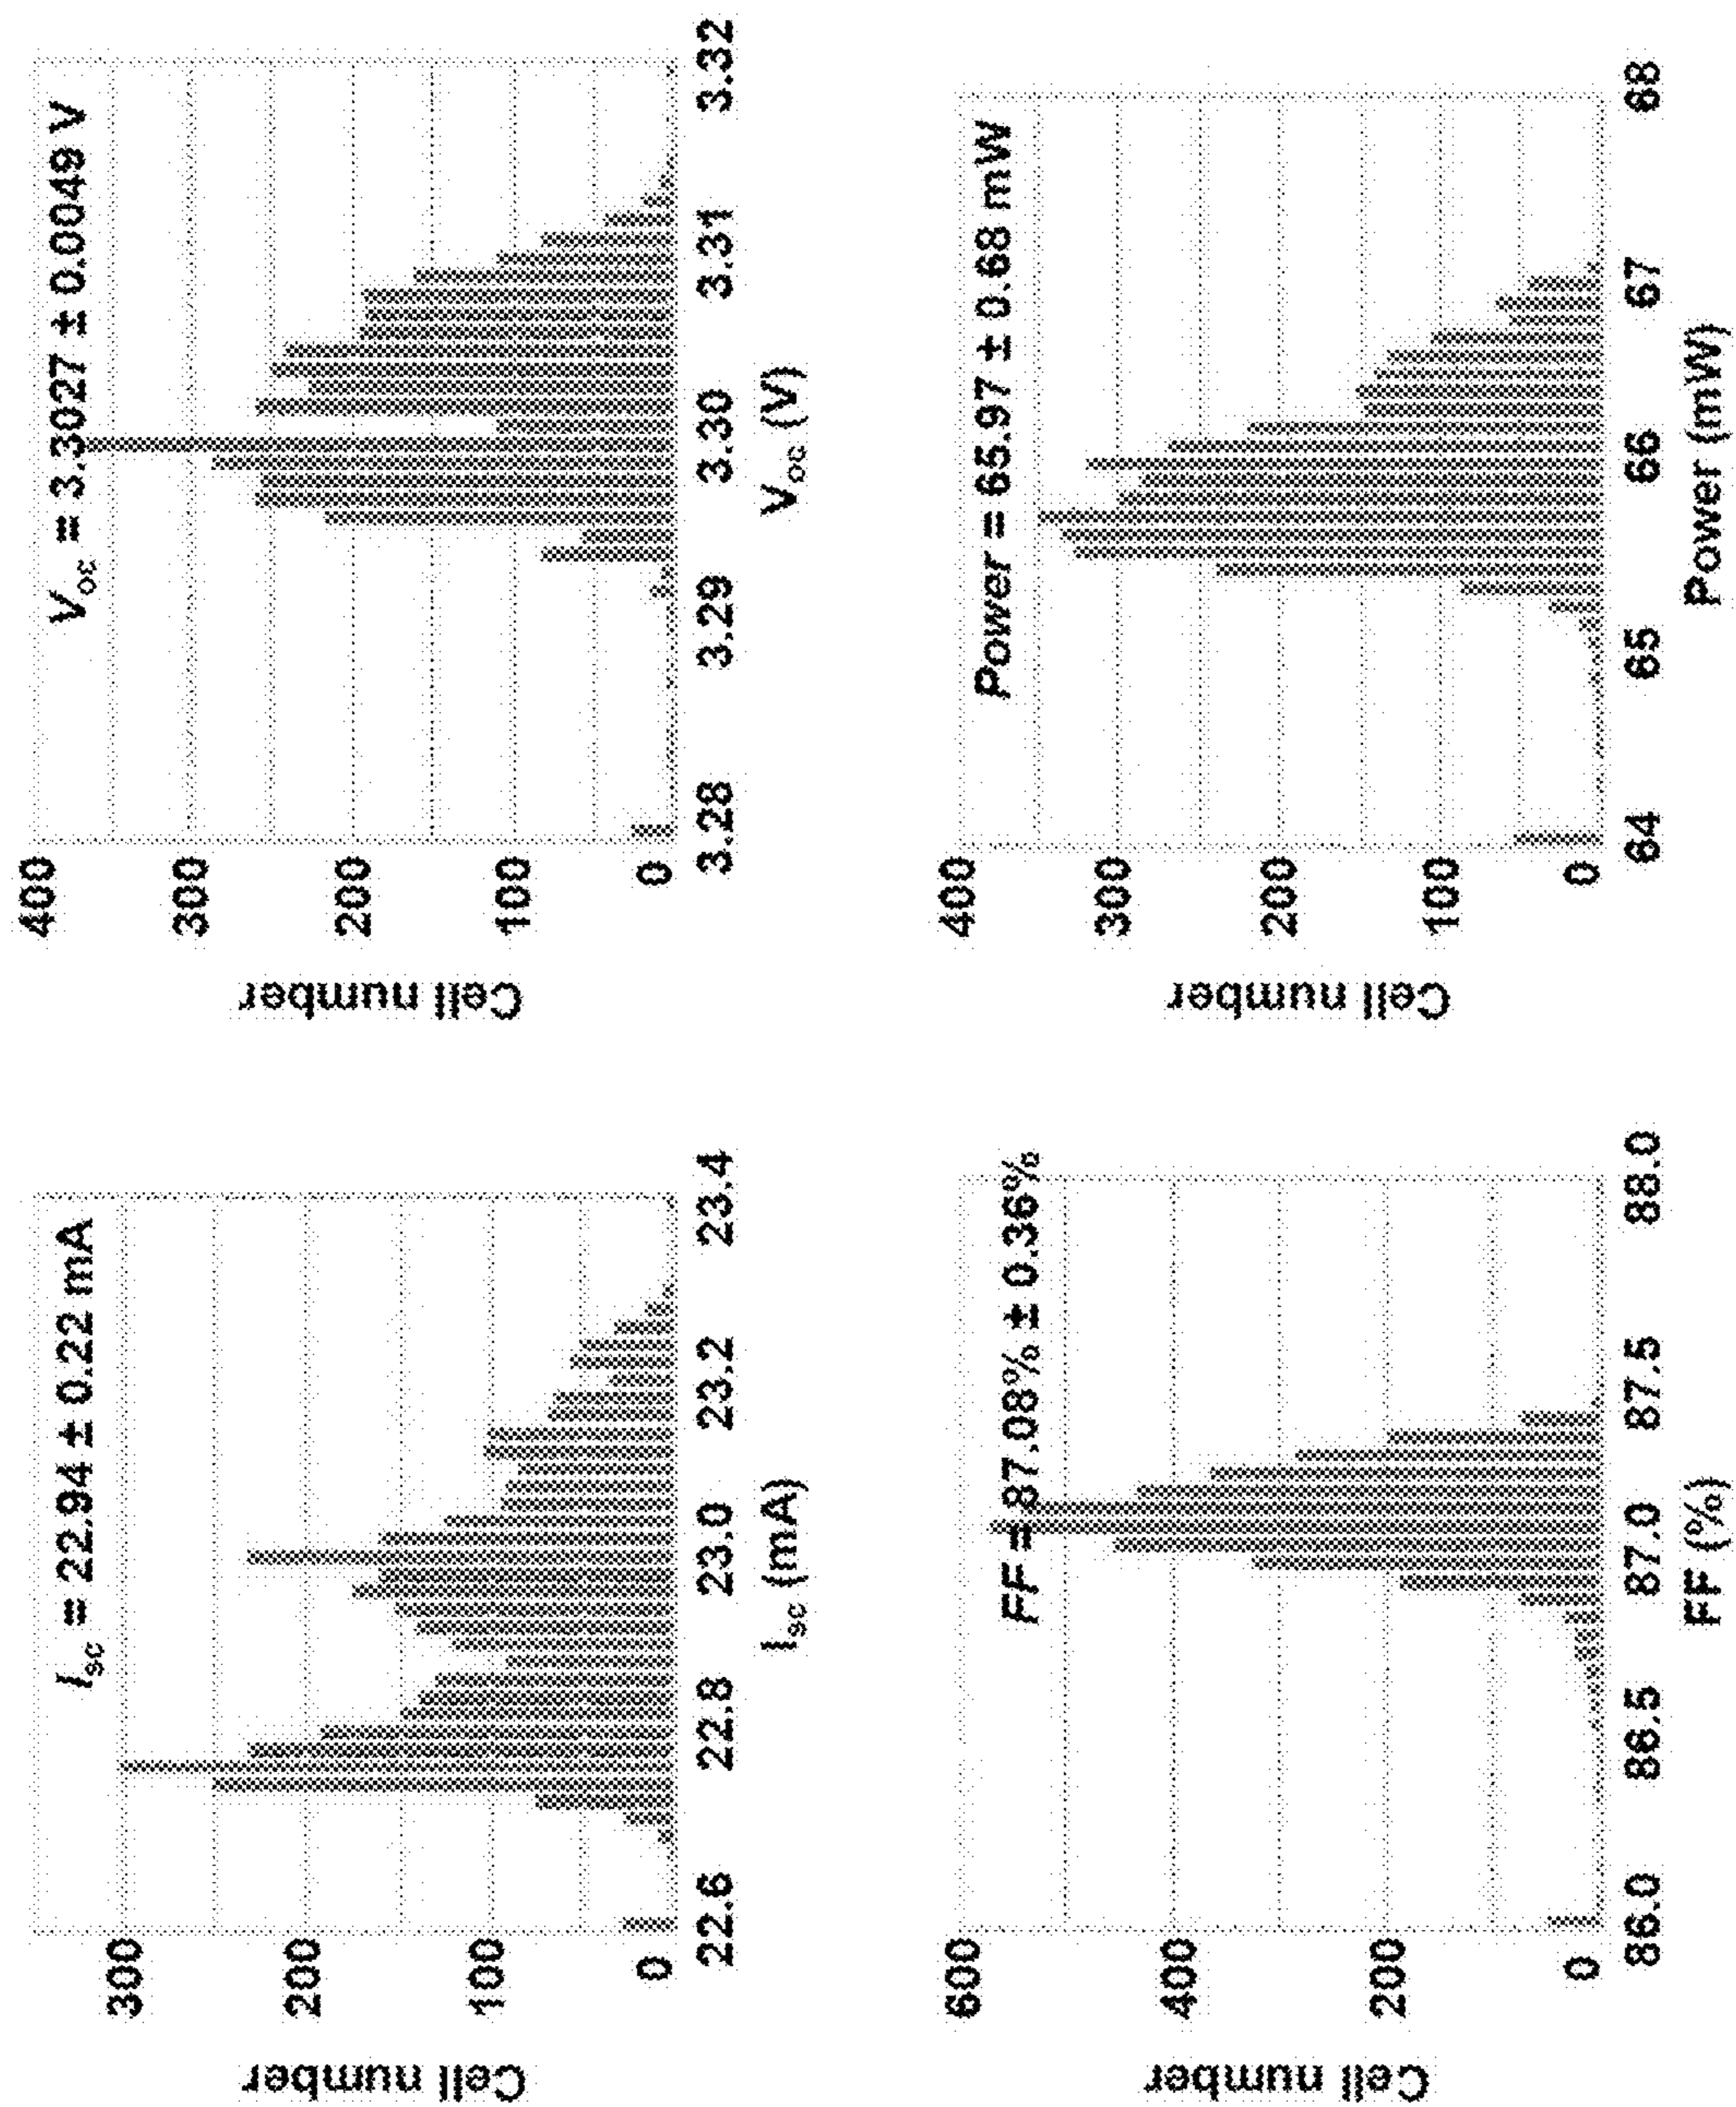 Cell number
300
200
100
0
I_sc = 22.94 ± 0.22 mA
22.6 22.8 23.0 23.2 23.4
I_sc (mA)
Cell number
400
300
200
100
0
V_oc = 3.3027 ± 0.0049 V
3.28 3.29 3.30 3.31 3.32
V_oc (V)
Cell number
600
400
200
0
FF = 87.08% ± 0.36%
86.0 86.5 87.0 87.5 88.0
FF (%)
Cell number
400
300
200
100
0
Power = 65.97 ± 0.68 mW
64 65 66 67 68
Power (mW)